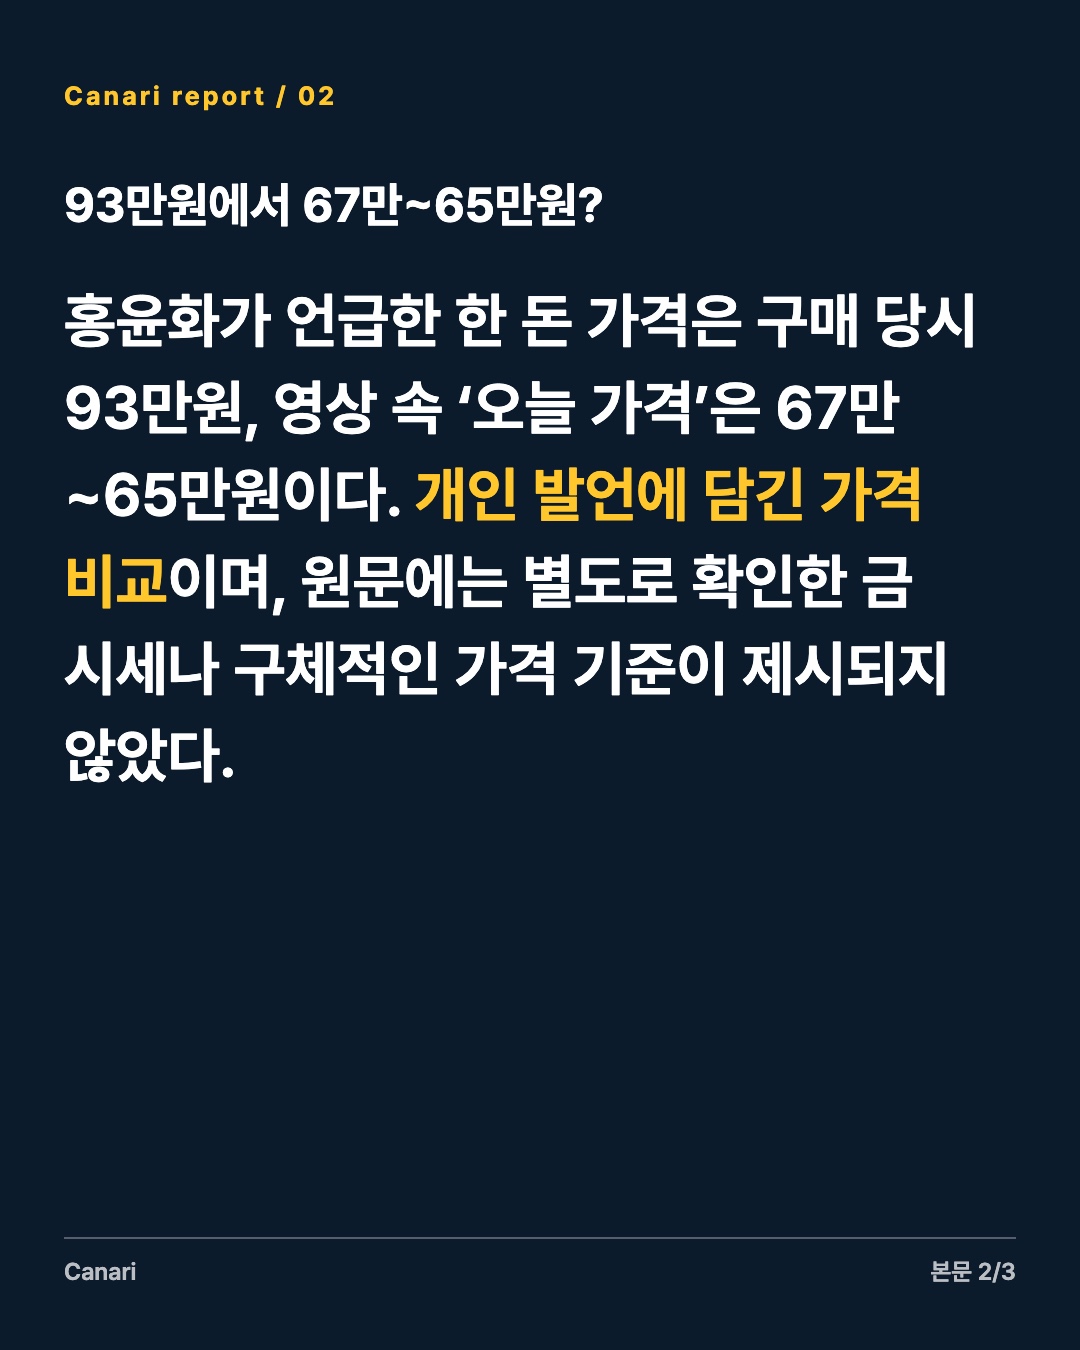 Canari report / 02
93만원에서 67만~65만원?
홍윤화가 언급한 한 돈 가격은 구매 당시
93만원, 영상 속 ‘오늘 가격’은 67만
~65만원이다. 개인 발언에 담긴 가격
비교이며, 원문에는 별도로 확인한 금
시세나 구체적인 가격 기준이 제시되지
않았다.
Canari
본문 2/3